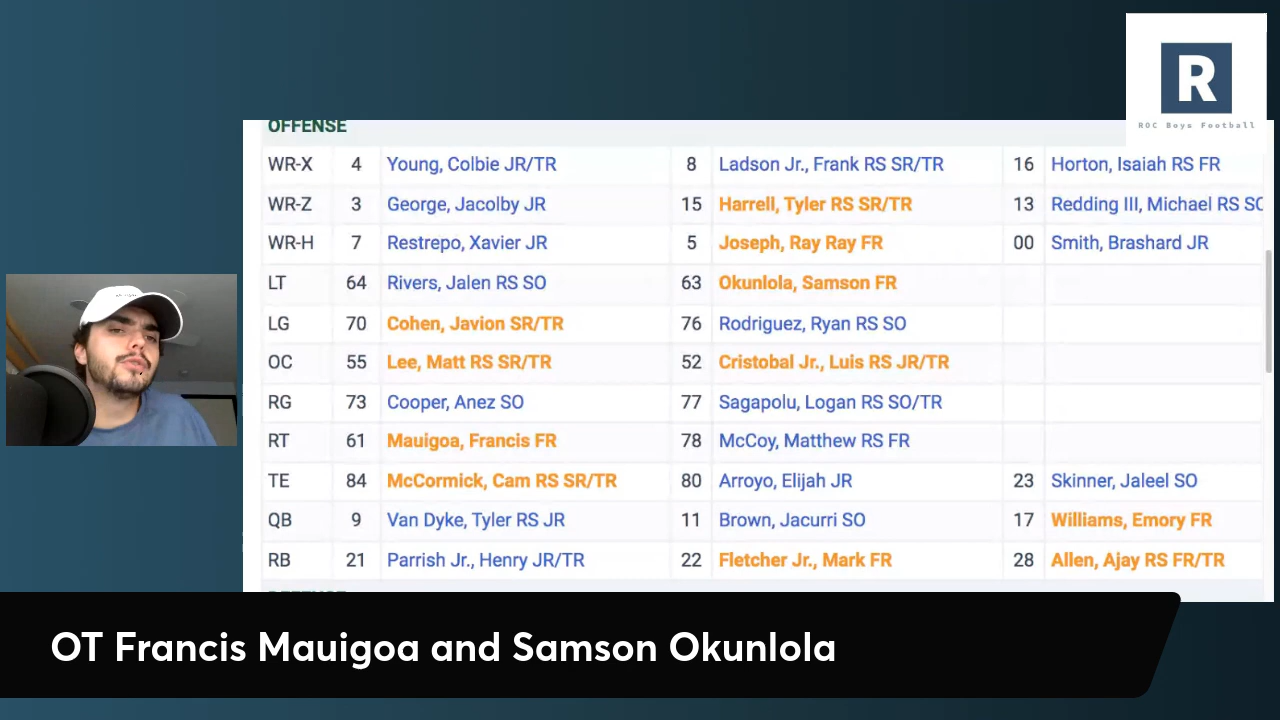 R
ROC Boys Football
OFFENSE
WR-X 4 Young, Colbie JR/TR 8 Ladson Jr., Frank RS SR/TR 16 Horton, Isaiah RS FR
WR-Z 3 George, Jacolby JR 15 Harrell, Tyler RS SR/TR 13 Redding III, Michael RS SO
WR-H 7 Restrepo, Xavier JR 5 Joseph, Ray Ray FR 00 Smith, Brashard JR
LT 64 Rivers, Jalen RS SO 63 Okunlola, Samson FR
LG 70 Cohen, Javion SR/TR 76 Rodriguez, Ryan RS SO
OC 55 Lee, Matt RS SR/TR 52 Cristobal Jr., Luis RS JR/TR
RG 73 Cooper, Anez SO 77 Sagapolu, Logan RS SO/TR
RT 61 Mauigoa, Francis FR 78 McCoy, Matthew RS FR
TE 84 McCormick, Cam RS SR/TR 80 Arroyo, Elijah JR 23 Skinner, Jaleel SO
QB 9 Van Dyke, Tyler RS JR 11 Brown, Jacurri SO 17 Williams, Emory FR
RB 21 Parrish Jr., Henry JR/TR 22 Fletcher Jr., Mark FR 28 Allen, Ajay RS FR/TR
OT Francis Mauigoa and Samson Okunlola